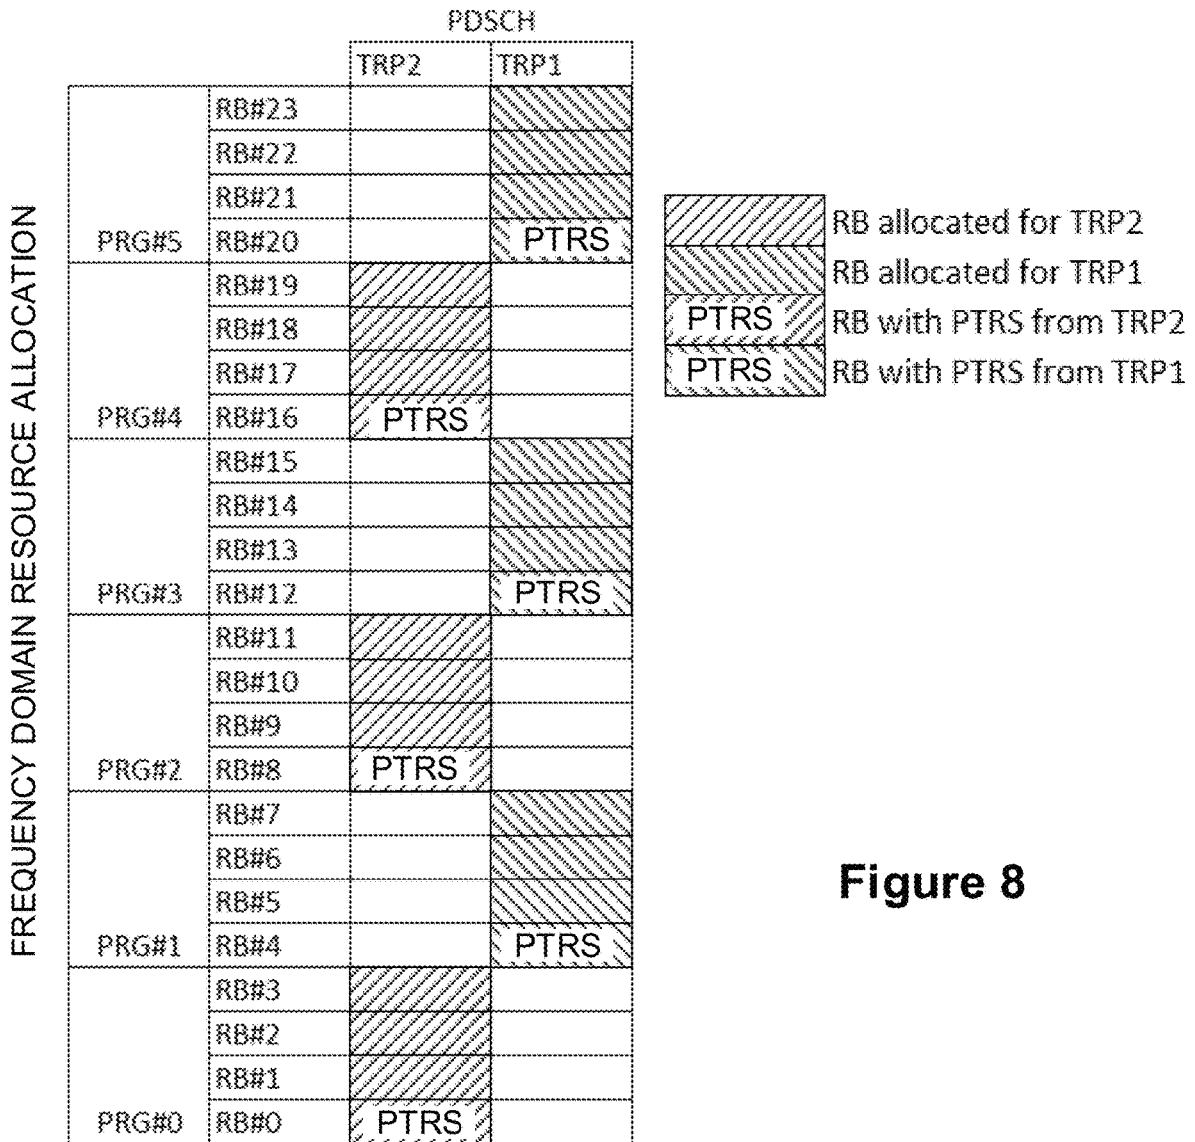 PDSCH
TRP2 TRP1
FREQUENCY DOMAIN RESOURCE ALLOCATION
RB#23
RB#22
RB#21
PRG#5 RB#20 PTRS
RB#19
RB#18
RB#17
PRG#4 RB#16 PTRS
RB#15
RB#14
RB#13
PRG#3 RB#12 PTRS
RB#11
RB#10
RB#9
PRG#2 RB#8 PTRS
RB#7
RB#6
RB#5
PRG#1 RB#4 PTRS
RB#3
RB#2
RB#1
PRG#0 RB#0 PTRS
RB allocated for TRP2
RB allocated for TRP1
PTRS RB with PTRS from TRP2
PTRS RB with PTRS from TRP1
Figure 8